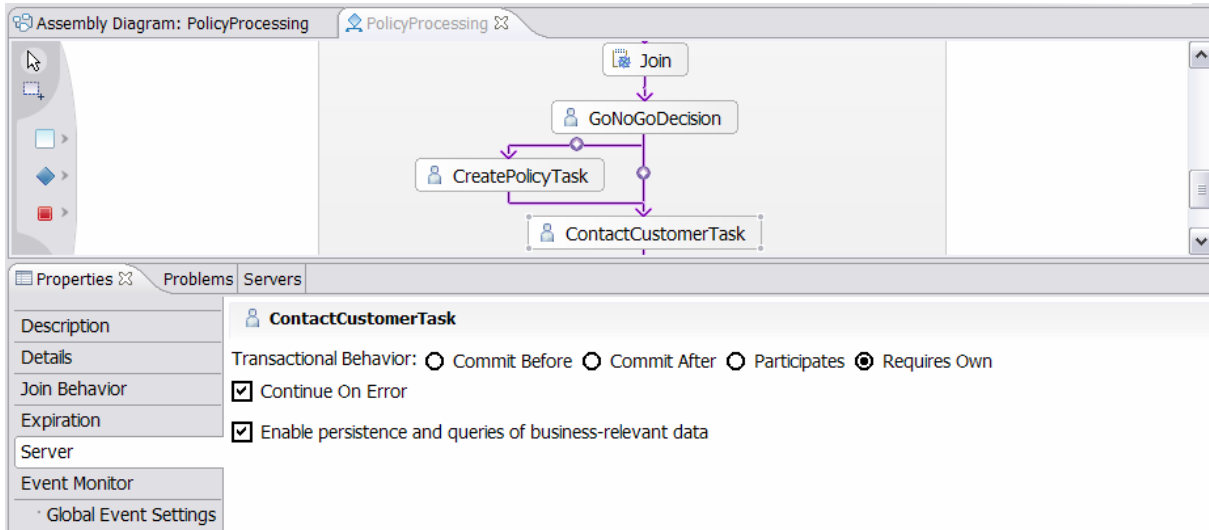 Assembly Diagram: PolicyProcessing PolicyProcessing
Join
GoNoGoDecision
CreatePolicyTask
ContactCustomerTask
Properties Problems Servers
Description
Details
Join Behavior
Expiration
Server
Event Monitor
Global Event Settings
ContactCustomerTask
Transactional Behavior: Commit Before Commit After Participates Requires Own
Continue On Error
Enable persistence and queries of business-relevant data